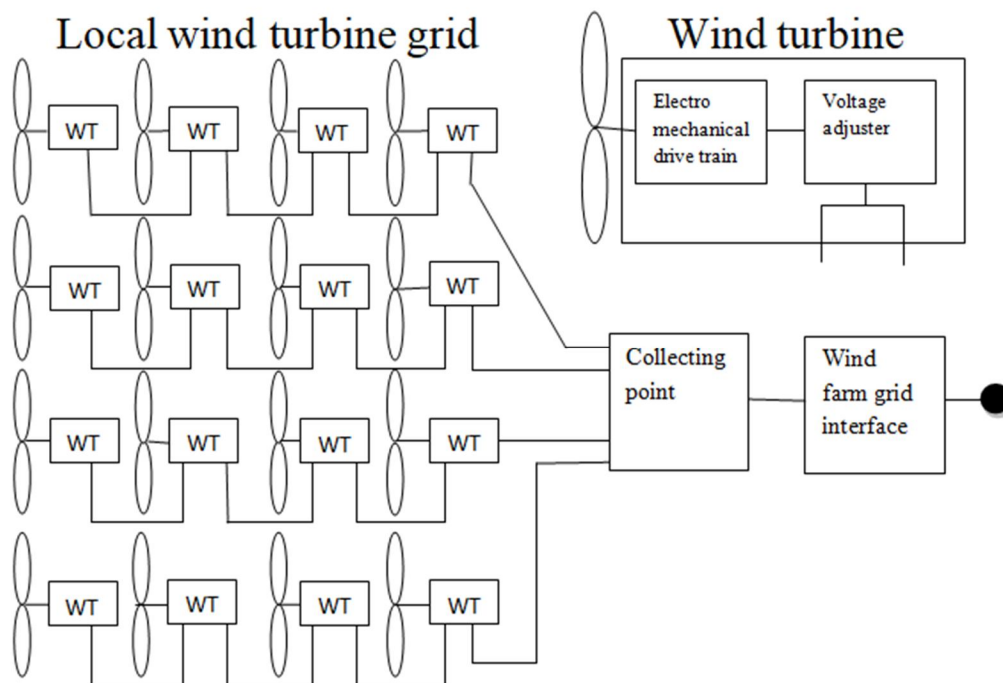 Local wind turbine grid
Wind turbine
Electro
mechanical
drive train
Voltage
adjuster
WT
WT
WT
WT
WT
WT
WT
WT
Collecting
point
Wind
farm grid
interface
WT
WT
WT
WT
WT
WT
WT
WT